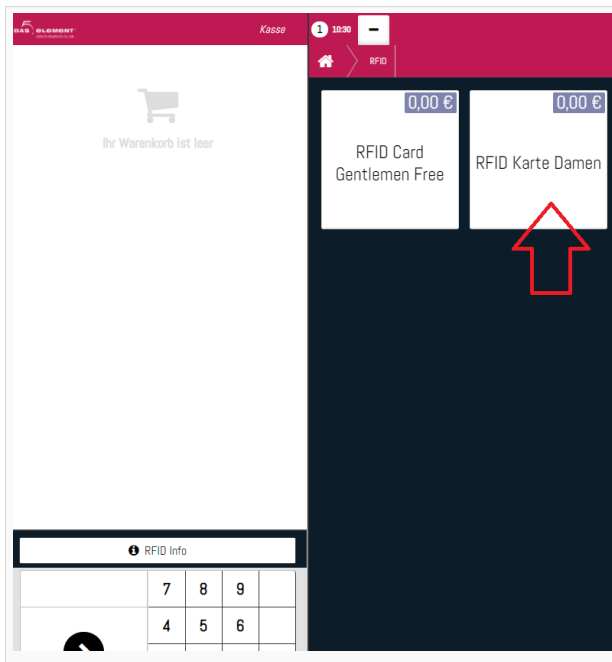 DAS 5 ELEMENT
Kasse
1 10:30 –
RFID
Ihr Warenkorb ist leer
0,00 €
RFID Card
Gentlemen Free
0,00 €
RFID Karte Damen
RFID Info
7 8 9
4 5 6